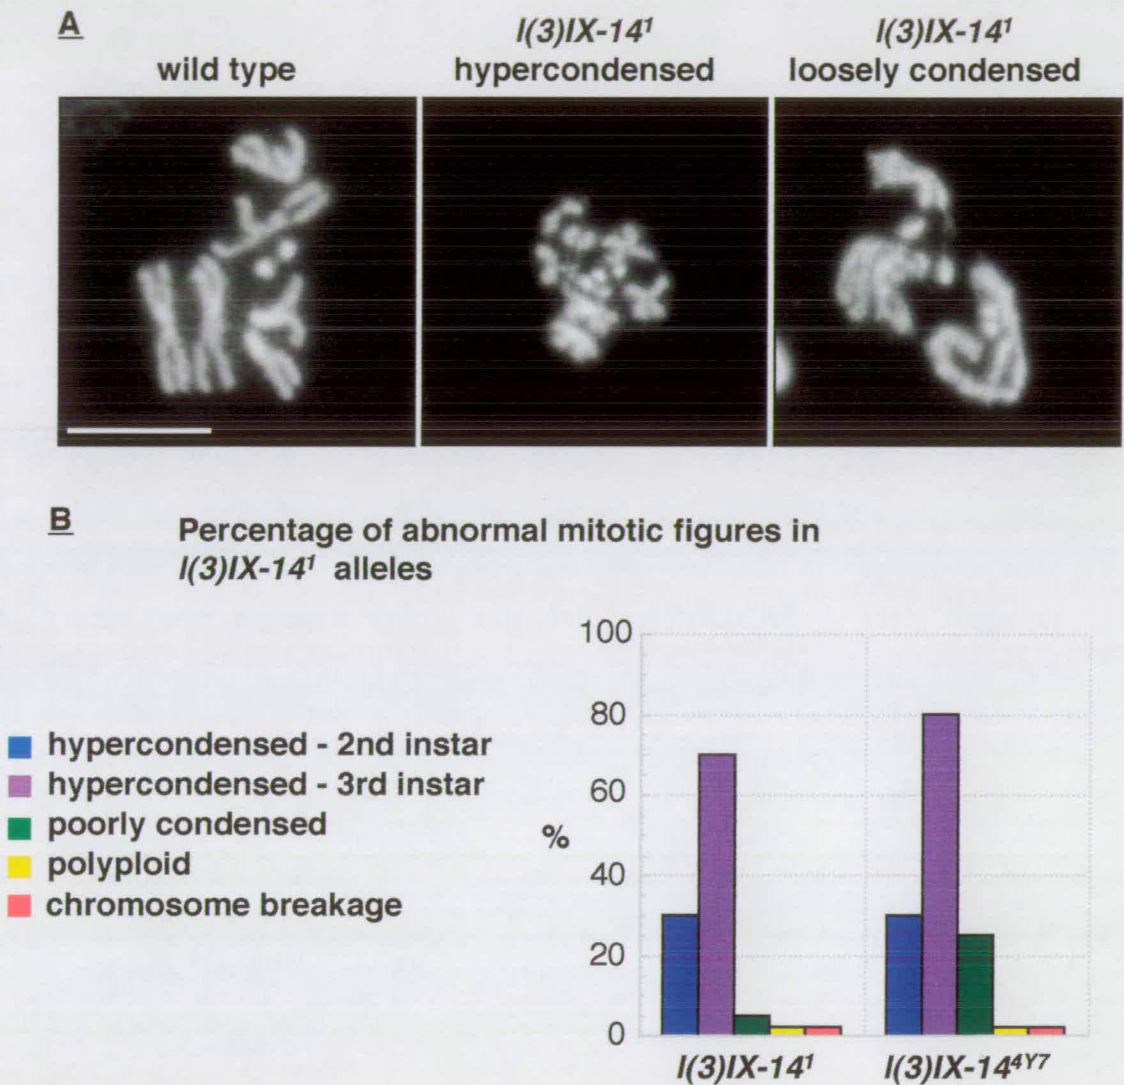 A
wild type
l(3)IX-14¹
hypercondensed
l(3)IX-14¹
loosely condensed
B
Percentage of abnormal mitotic figures in
l(3)IX-14¹ alleles
hypercondensed - 2nd instar
hypercondensed - 3rd instar
poorly condensed
polyploid
chromosome breakage
%
100
80
60
40
20
0
l(3)IX-14¹
l(3)IX-14⁴ʸ⁷